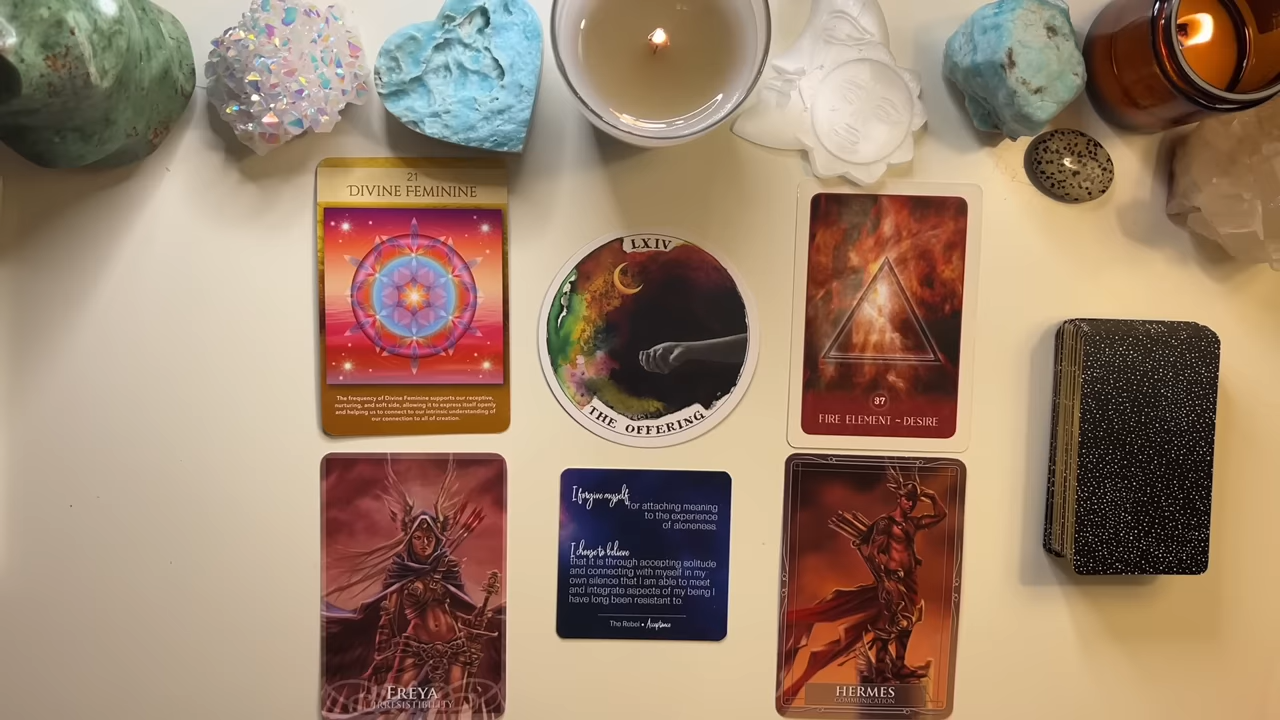 21
DIVINE FEMININE
The frequency of Divine Feminine supports our receptive,
nurturing, and soft side, allowing it to express itself openly
and helping us to connect to our intrinsic understanding of
our connection to all of creation.
LXIV
THE OFFERING
37
FIRE ELEMENT ~ DESIRE
FREYA
IRRESISTIBILITY
I forgive myself
for attaching meaning
to the experience
of aloneness.
I choose to believe
that it is through accepting solitude
and connecting with myself in my
own silence that I am able to meet
and integrate aspects of my being I
have long been resistant to.
The Rebel • Acceptance
HERMES
COMMUNICATION